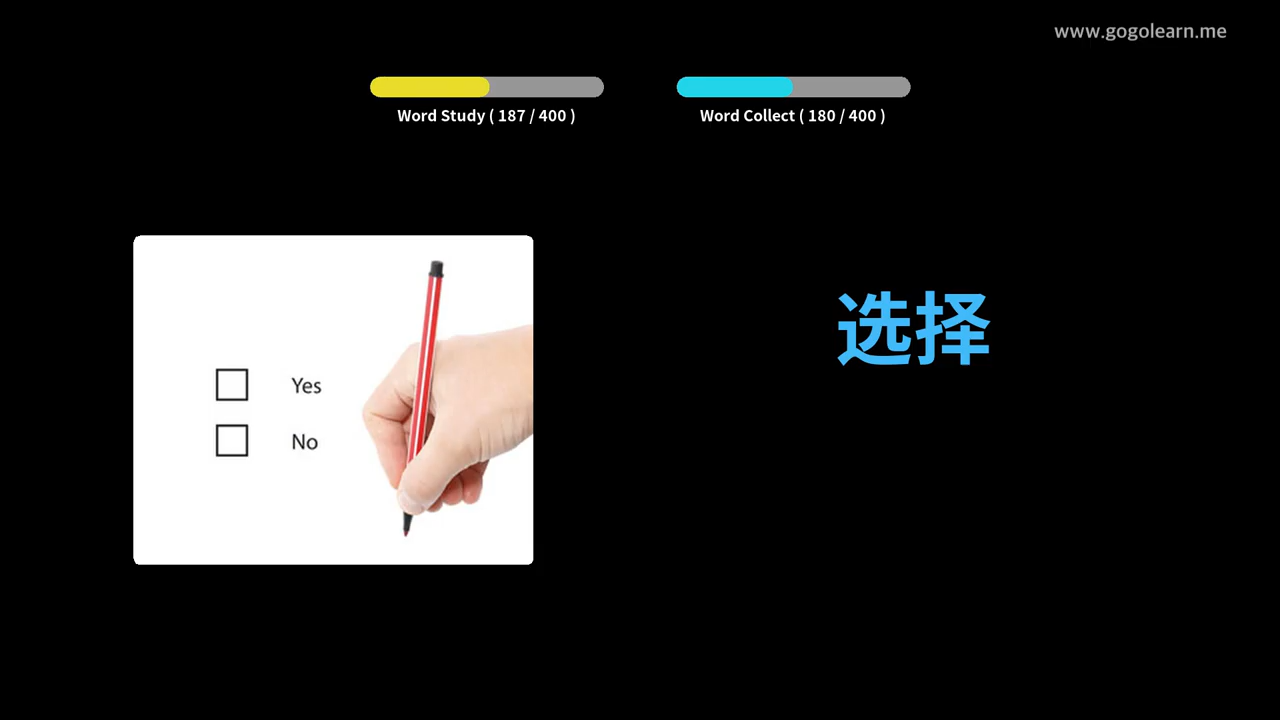 www.gogolearn.me
Word Study ( 187 / 400 )
Word Collect ( 180 / 400 )
选择
Yes
No